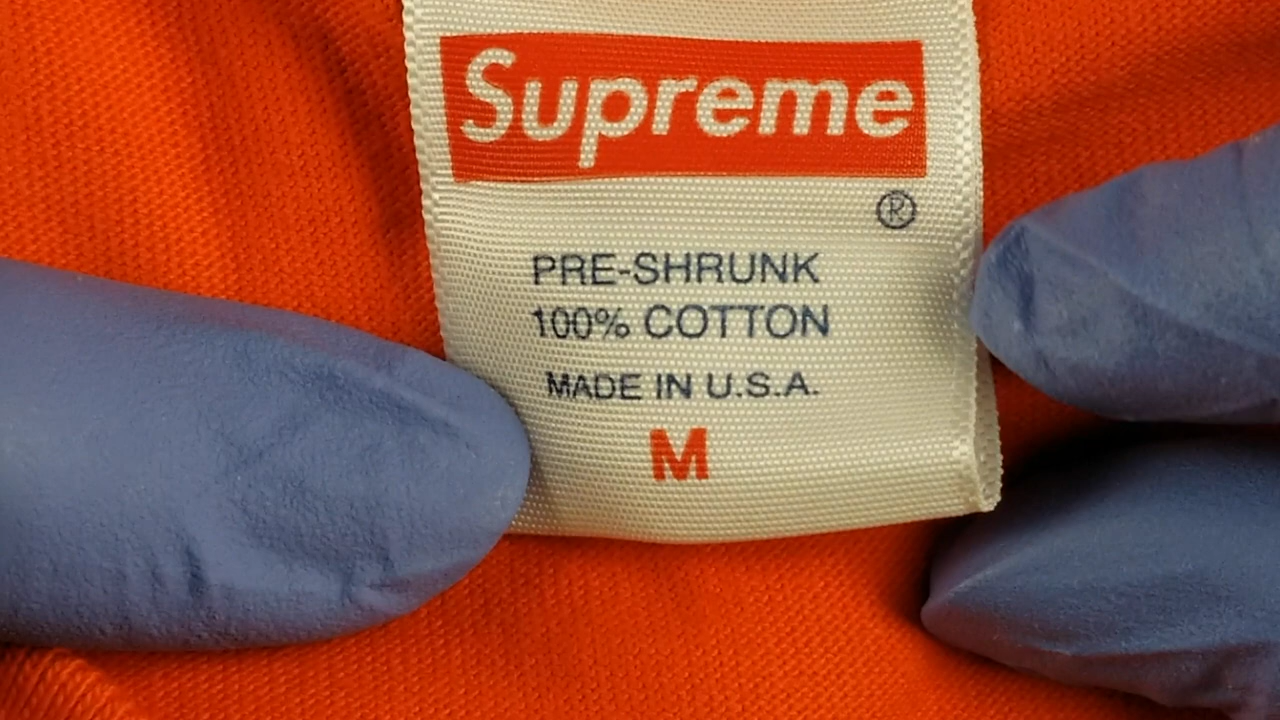 Supreme
®
PRE-SHRUNK
100% COTTON
MADE IN U.S.A.
M